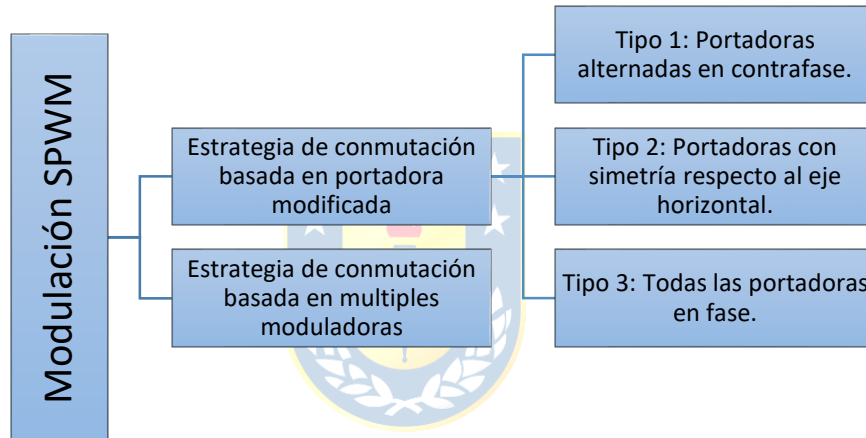 Modulación SPWM
Estrategia de conmutación
basada en portadora
modificada
Estrategia de conmutación
basada en multiples
moduladoras
Tipo 1: Portadoras
alternadas en contrafase.
Tipo 2: Portadoras con
simetría respecto al eje
horizontal.
Tipo 3: Todas las portadoras
en fase.